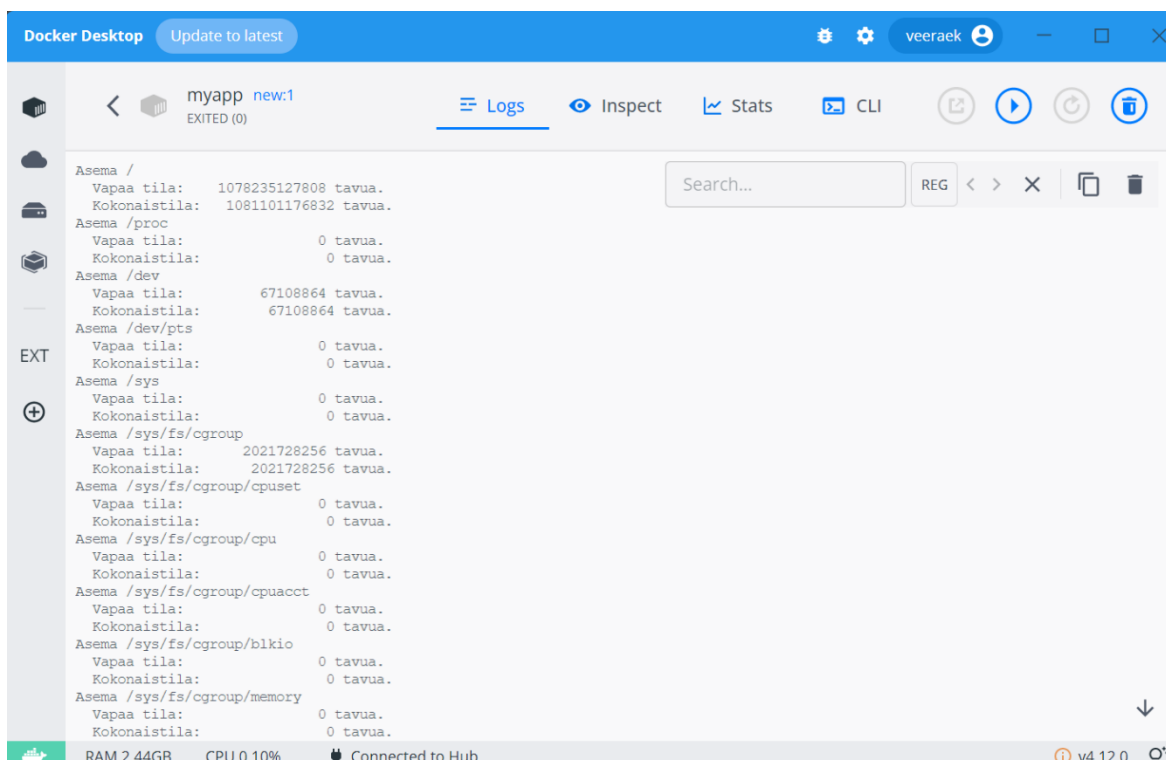 Docker Desktop Update to latest veeraek
myapp new:1
EXITED (0)
Logs Inspect Stats CLI
Search... REG
Asema /
Vapaa tila: 1078235127808 tavua.
Kokonaistila: 1081101176832 tavua.
Asema /proc
Vapaa tila: 0 tavua.
Kokonaistila: 0 tavua.
Asema /dev
Vapaa tila: 67108864 tavua.
Kokonaistila: 67108864 tavua.
Asema /dev/pts
Vapaa tila: 0 tavua.
Kokonaistila: 0 tavua.
EXT
Asema /sys
Vapaa tila: 0 tavua.
Kokonaistila: 0 tavua.
Asema /sys/fs/cgroup
Vapaa tila: 2021728256 tavua.
Kokonaistila: 2021728256 tavua.
Asema /sys/fs/cgroup/cpuset
Vapaa tila: 0 tavua.
Kokonaistila: 0 tavua.
Asema /sys/fs/cgroup/cpu
Vapaa tila: 0 tavua.
Kokonaistila: 0 tavua.
Asema /sys/fs/cgroup/cpuacct
Vapaa tila: 0 tavua.
Kokonaistila: 0 tavua.
Asema /sys/fs/cgroup/blkio
Vapaa tila: 0 tavua.
Kokonaistila: 0 tavua.
Asema /sys/fs/cgroup/memory
Vapaa tila: 0 tavua.
Kokonaistila: 0 tavua.
RAM 2.44GB CPU 0.10% Connected to Hub v4.12.0